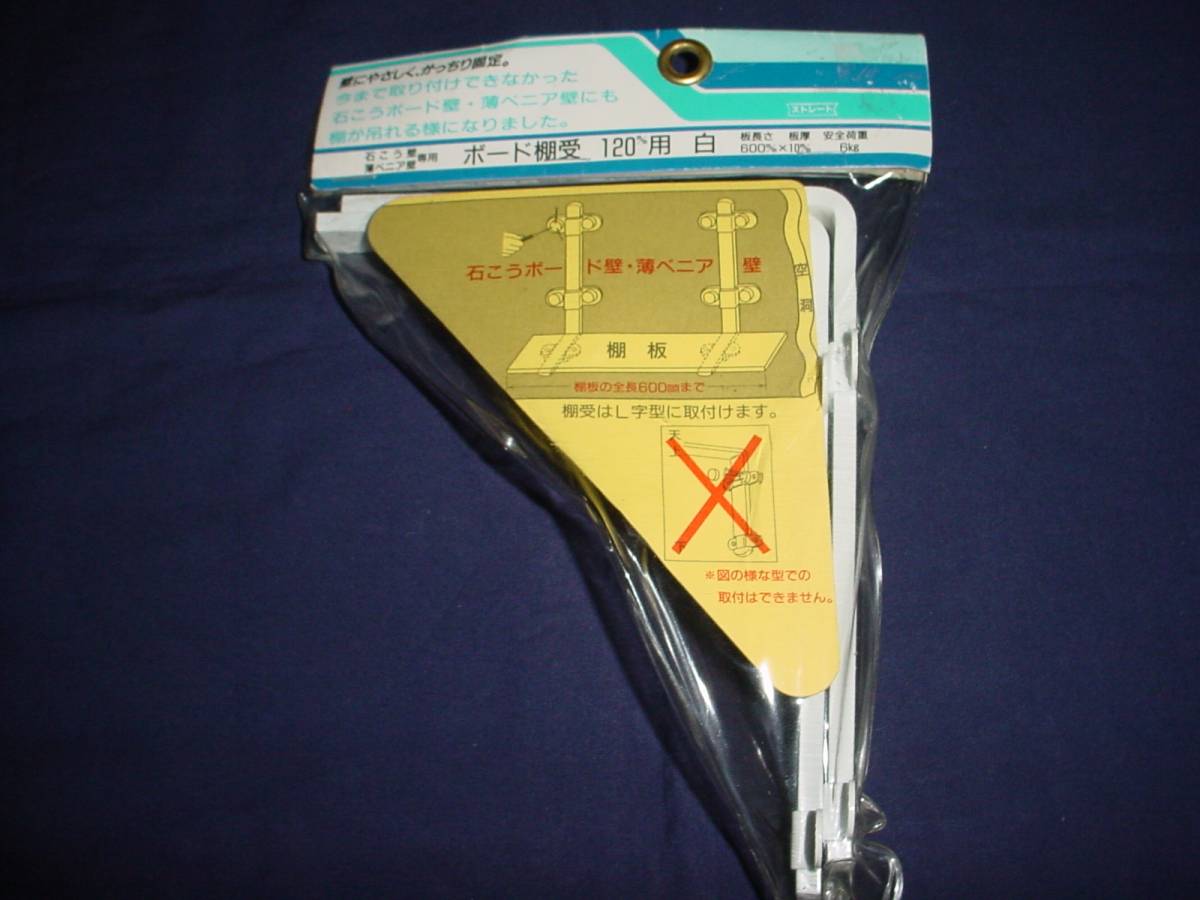 壁にやさしく、がっちり固定。
今まで取り付けできなかった
石こうボード壁・薄ベニア壁にも
棚が吊れる様になりました。
ストレート
石こう壁
薄ベニア壁
専用
ボード棚受 120㎜用 白
板長さ 板厚 安全荷重
600㎜×10㎜ 6kg
石こうボード壁・薄ベニア壁
空洞
棚板
棚板の全長600㎜まで
棚受はL字型に取付けます。
天
上
下
※図の様な型での
取付はできません。